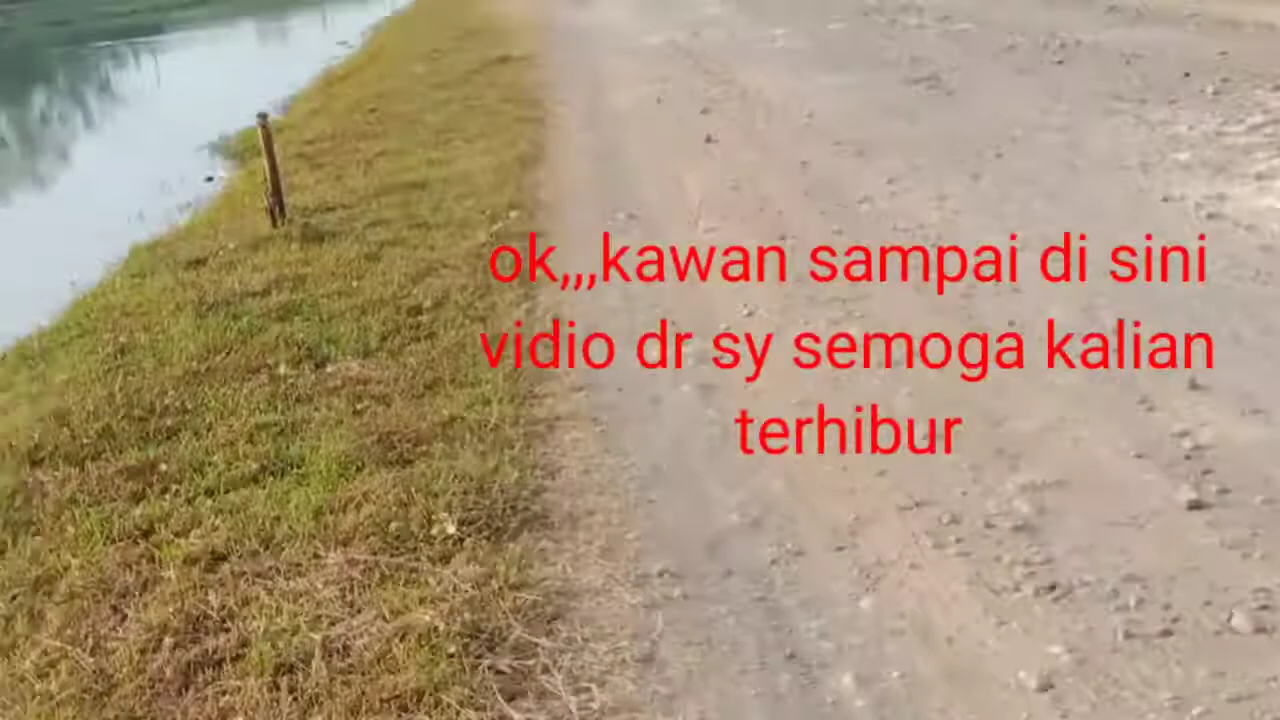 ok,,,kawan sampai di sini
vidio dr sy semoga kalian
terhibur